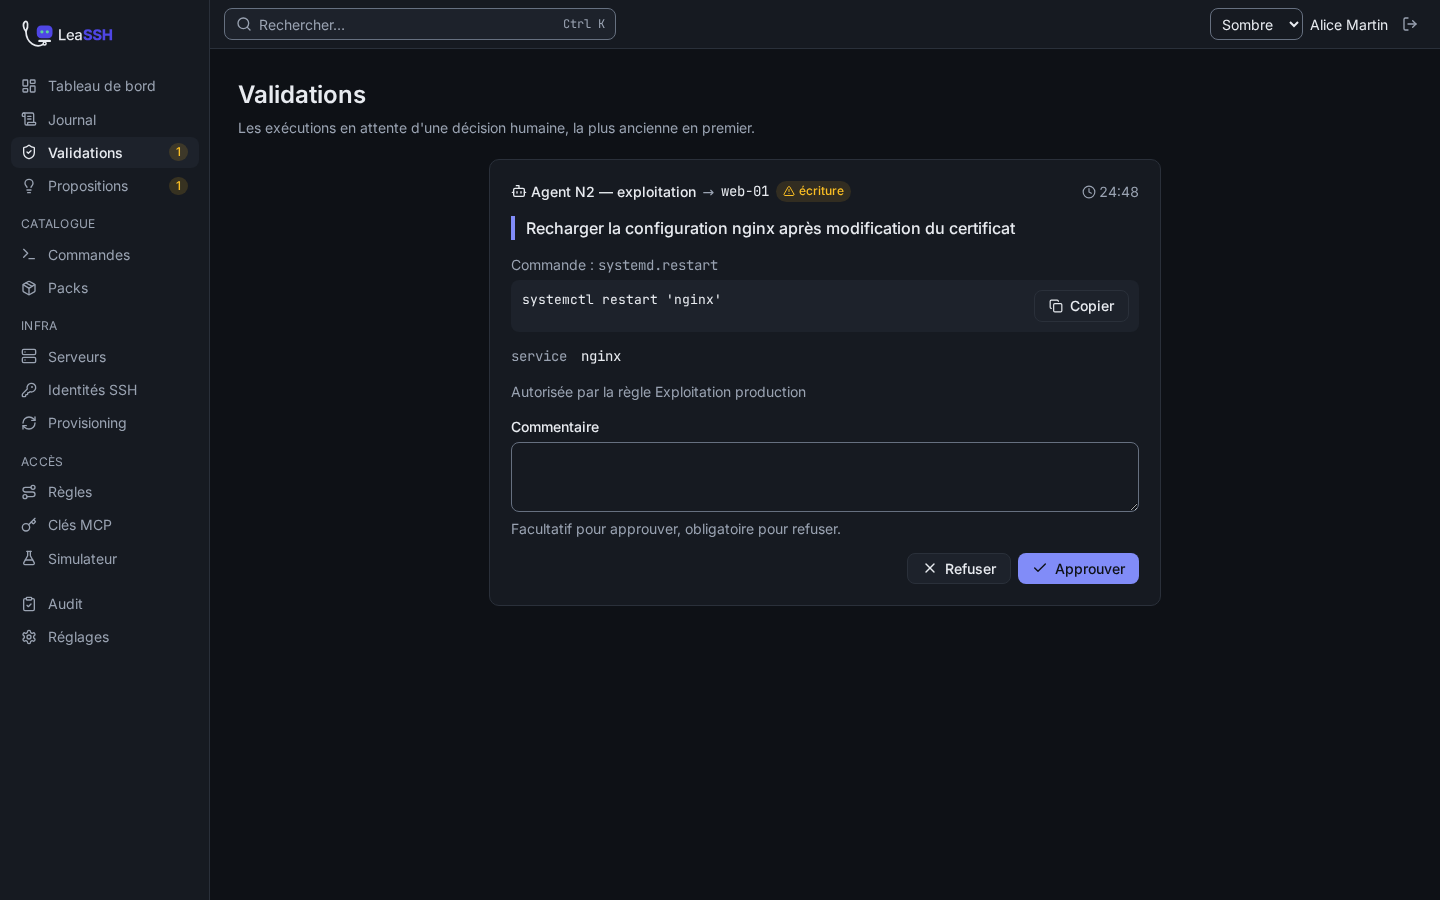 LeaSSH
Rechercher...
Ctrl K
Sombre
Alice Martin
Tableau de bord
Journal
Validations 1
Propositions 1
CATALOGUE
Commandes
Packs
INFRA
Serveurs
Identités SSH
Provisioning
ACCÈS
Règles
Clés MCP
Simulateur
Audit
Réglages
Validations
Les exécutions en attente d'une décision humaine, la plus ancienne en premier.
Agent N2 — exploitation → web-01 écriture 24:48
Recharger la configuration nginx après modification du certificat
Commande : systemd.restart
systemctl restart 'nginx'
Copier
service nginx
Autorisée par la règle Exploitation production
Commentaire
Facultatif pour approuver, obligatoire pour refuser.
Refuser
Approuver